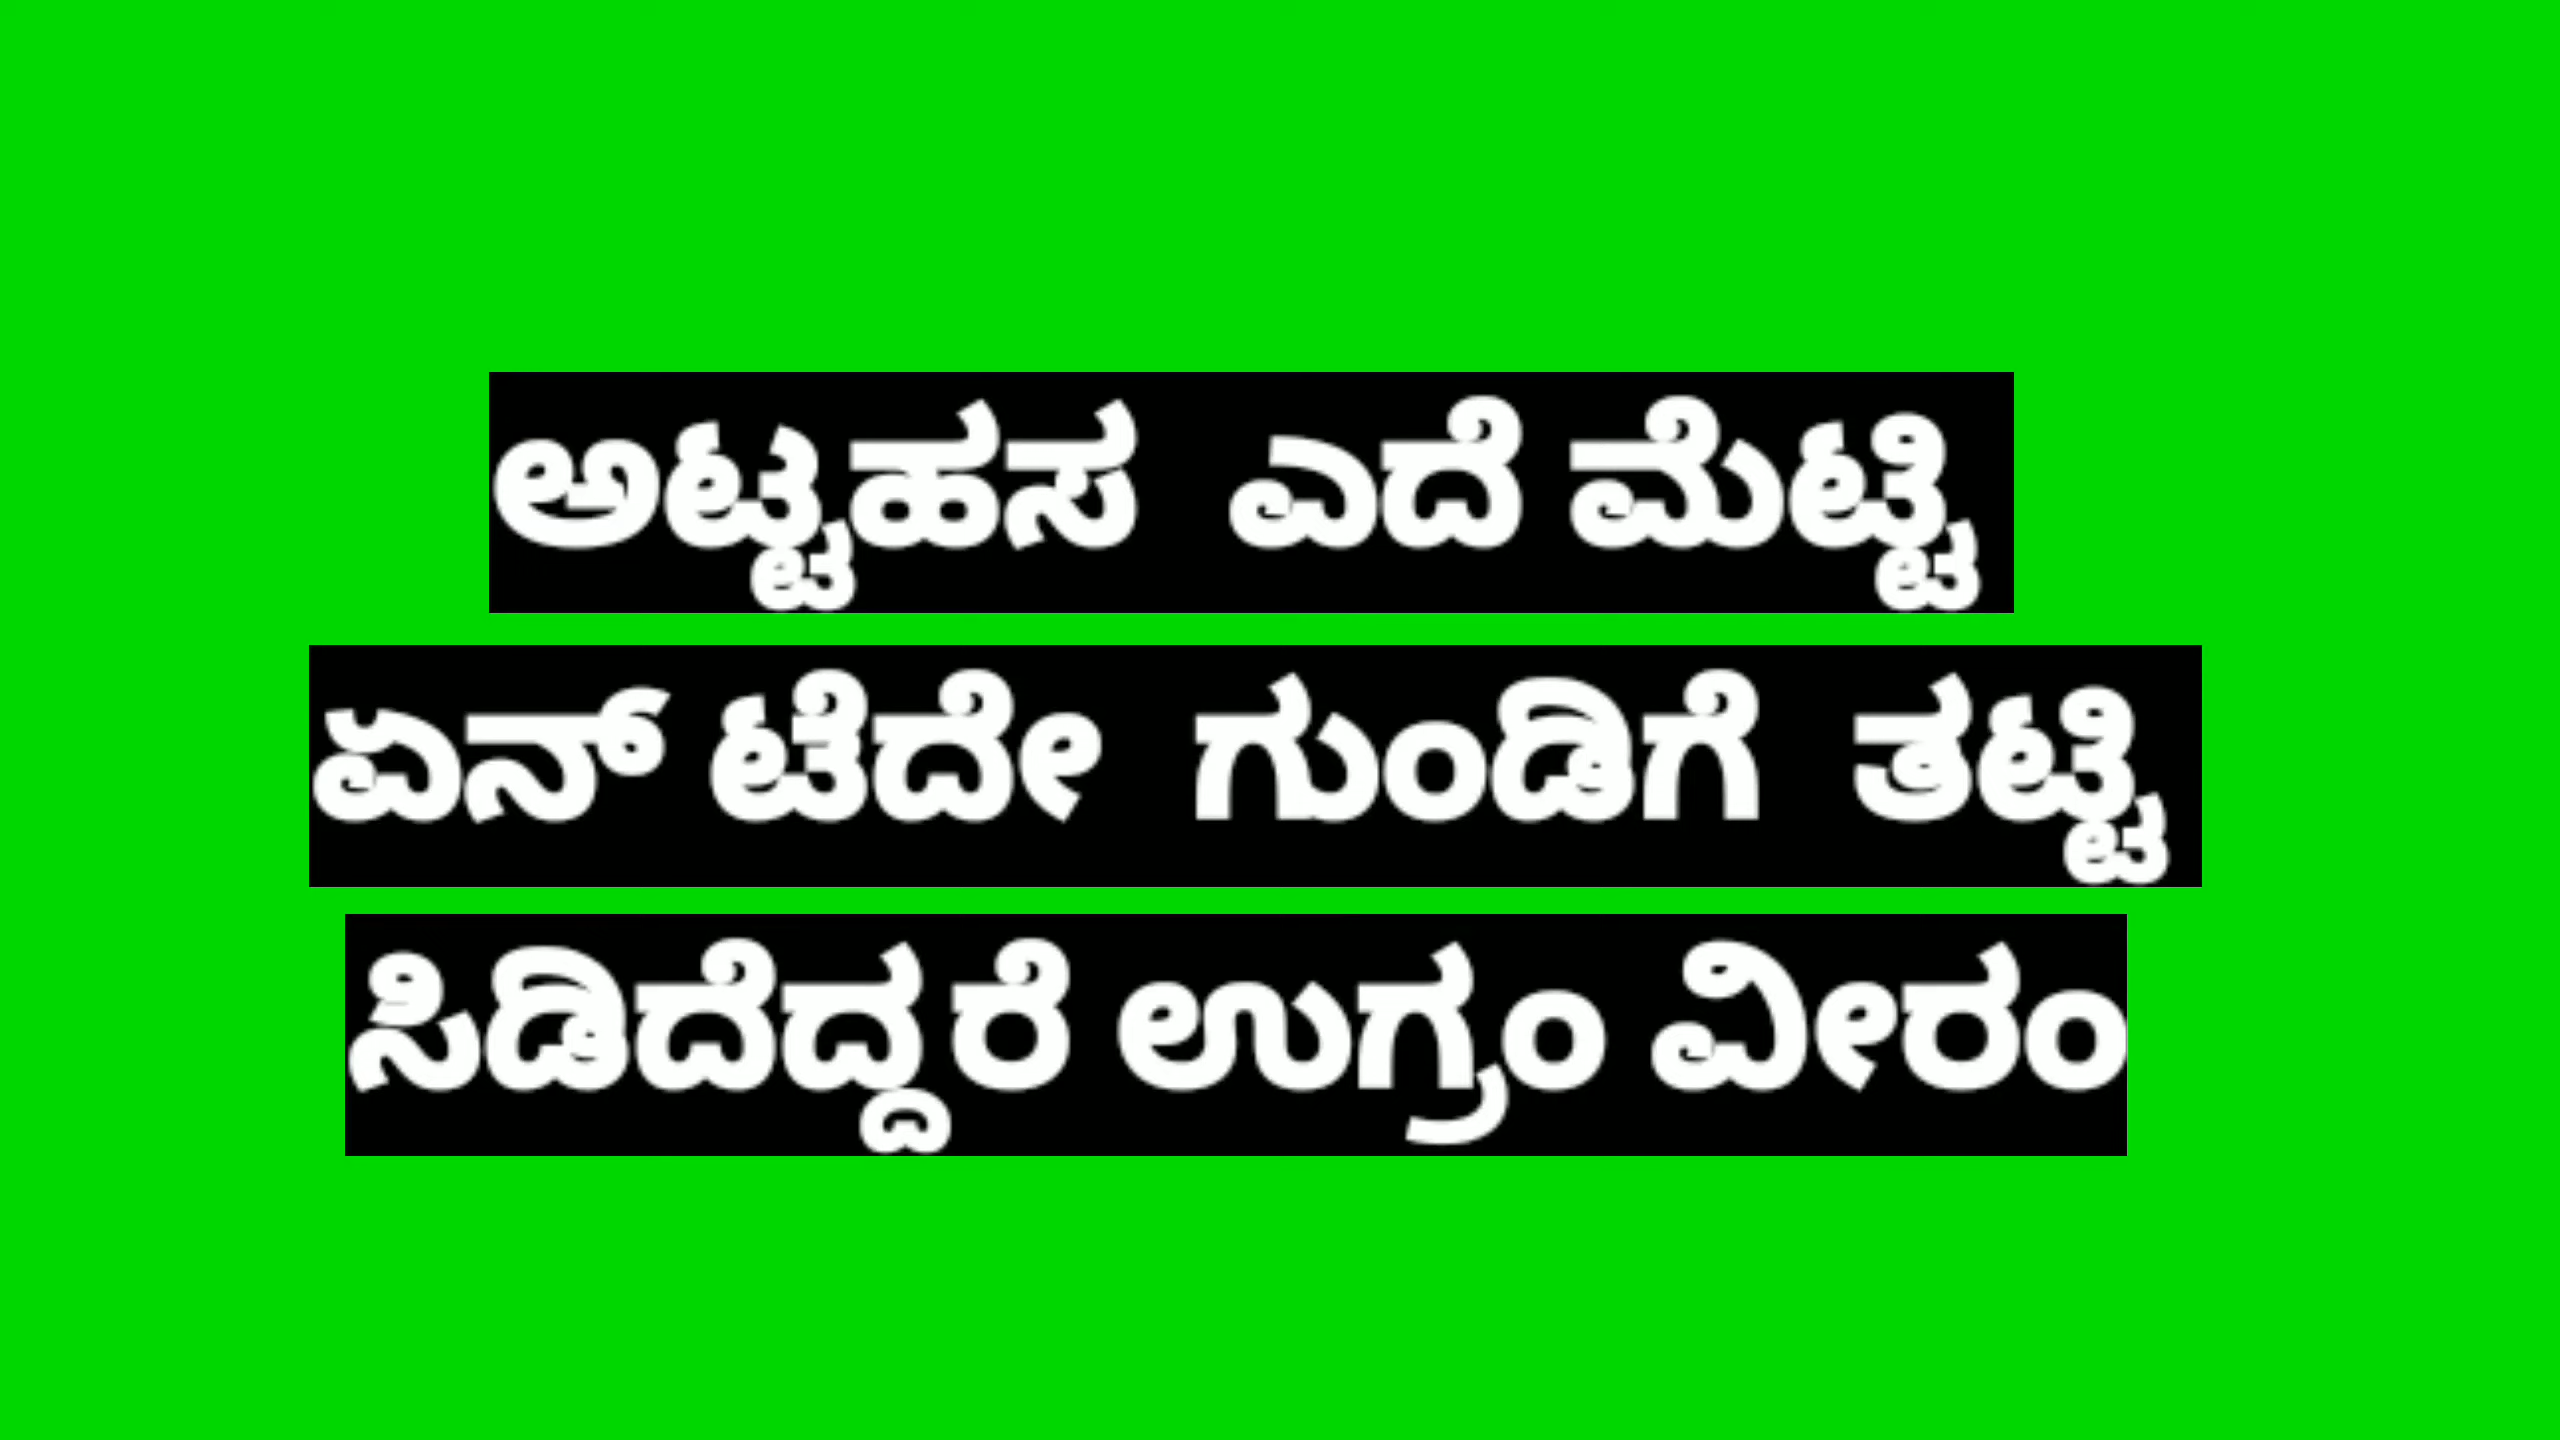 ಅಟ್ಟಹಸ ಎದೆ ಮೆಟ್ಟಿ
ಏನ್ ಟೆದೇ ಗುಂಡಿಗೆ ತಟ್ಟಿ
ಸಿಡಿದೆದ್ದರೆ ಉಗ್ರಂ ವೀರಂ